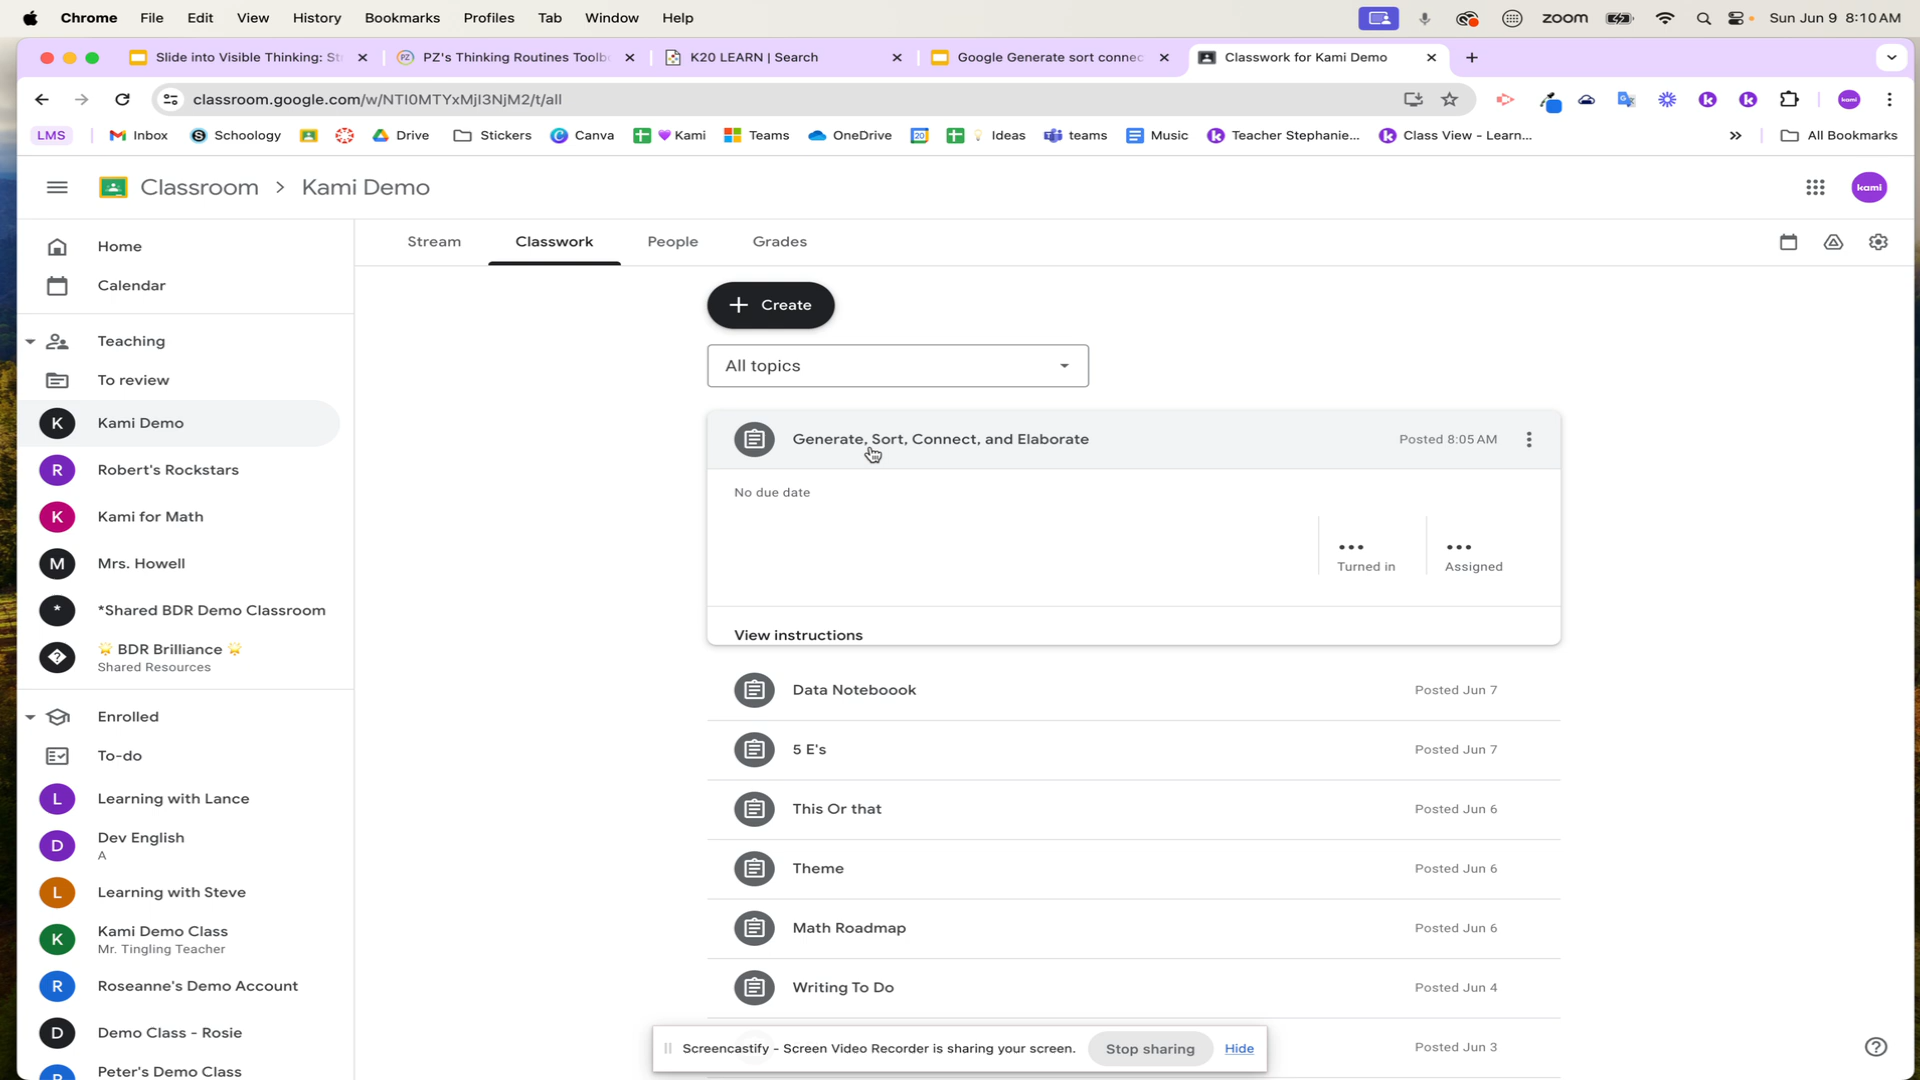 Chrome File Edit View History Bookmarks Profiles Tab Window Help zoom Sun Jun 9 8:10 AM
Slide into Visible Thinking: St PZ's Thinking Routines Toolbo K20 LEARN | Search Google Generate sort connec Classwork for Kami Demo
classroom.google.com/w/NTI0MTYxMjI3NjM2/t/all
LMS Inbox Schoology Drive Stickers Canva 💜 Kami Teams OneDrive Ideas teams Music Teacher Stephanie... Class View - Learn... » All Bookmarks
Classroom > Kami Demo kami
Home
Calendar
Teaching
To review
K Kami Demo
R Robert's Rockstars
K Kami for Math
M Mrs. Howell
* *Shared BDR Demo Classroom
? 🌟 BDR Brilliance 🌟
Shared Resources
Enrolled
To-do
L Learning with Lance
D Dev English
A
L Learning with Steve
K Kami Demo Class
Mr. Tingling Teacher
R Roseanne's Demo Account
D Demo Class - Rosie
Peter's Demo Class
Stream Classwork People Grades
+ Create
All topics
Generate, Sort, Connect, and Elaborate Posted 8:05 AM
No due date
... Turned in
... Assigned
View instructions
Data Noteboook Posted Jun 7
5 E's Posted Jun 7
This Or that Posted Jun 6
Theme Posted Jun 6
Math Roadmap Posted Jun 6
Writing To Do Posted Jun 4
Posted Jun 3
Screencastify - Screen Video Recorder is sharing your screen. Stop sharing Hide